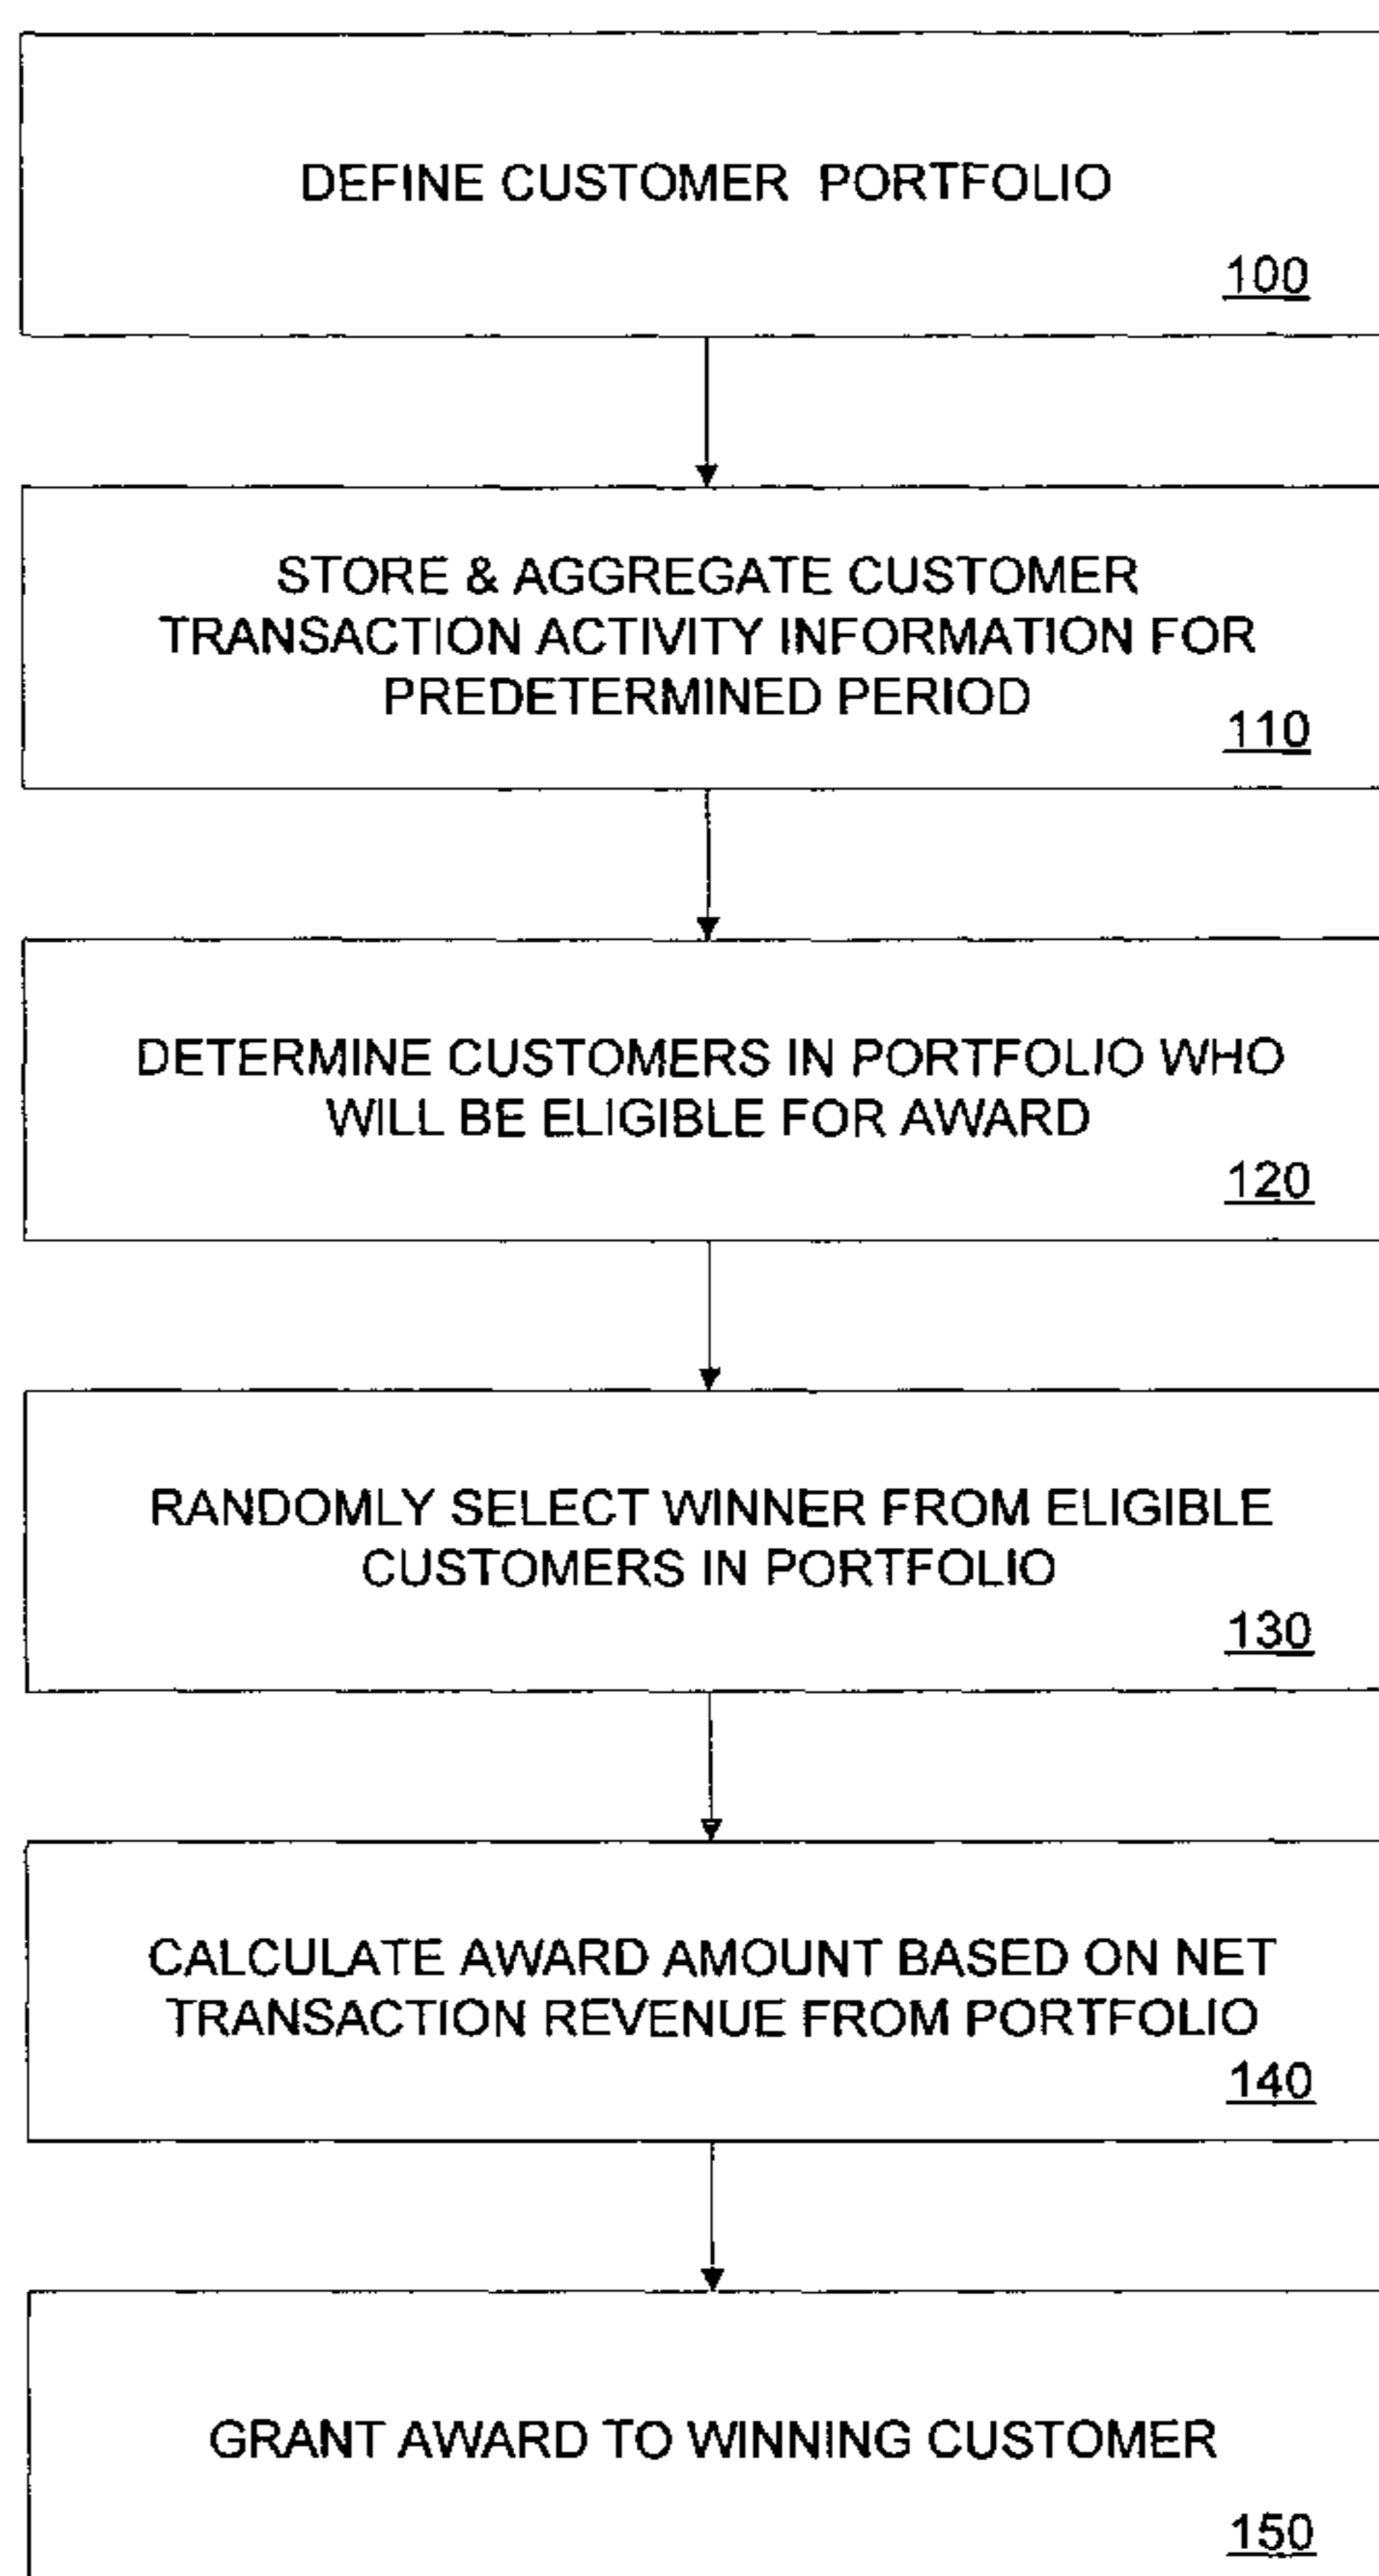 DEFINE CUSTOMER PORTFOLIO
100
STORE & AGGREGATE CUSTOMER
TRANSACTION ACTIVITY INFORMATION FOR
PREDETERMINED PERIOD
110
DETERMINE CUSTOMERS IN PORTFOLIO WHO
WILL BE ELIGIBLE FOR AWARD
120
RANDOMLY SELECT WINNER FROM ELIGIBLE
CUSTOMERS IN PORTFOLIO
130
CALCULATE AWARD AMOUNT BASED ON NET
TRANSACTION REVENUE FROM PORTFOLIO
140
GRANT AWARD TO WINNING CUSTOMER
150